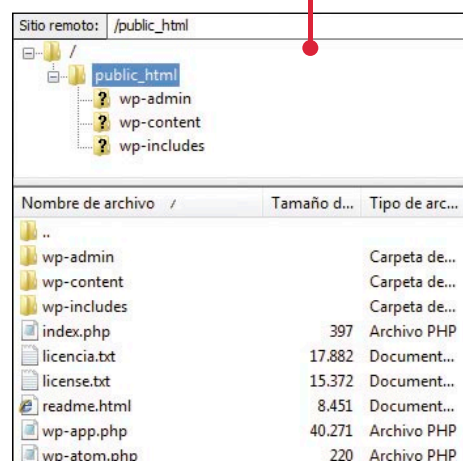 Sitio remoto: /public_html
/
public_html
? wp-admin
? wp-content
? wp-includes
Nombre de archivo / Tamaño d... Tipo de arc...
..
wp-admin Carpeta de...
wp-content Carpeta de...
wp-includes Carpeta de...
index.php 397 Archivo PHP
licencia.txt 17.882 Document...
license.txt 15.372 Document...
readme.html 8.451 Document...
wp-app.php 40.271 Archivo PHP
wp-atom.php 220 Archivo PHP